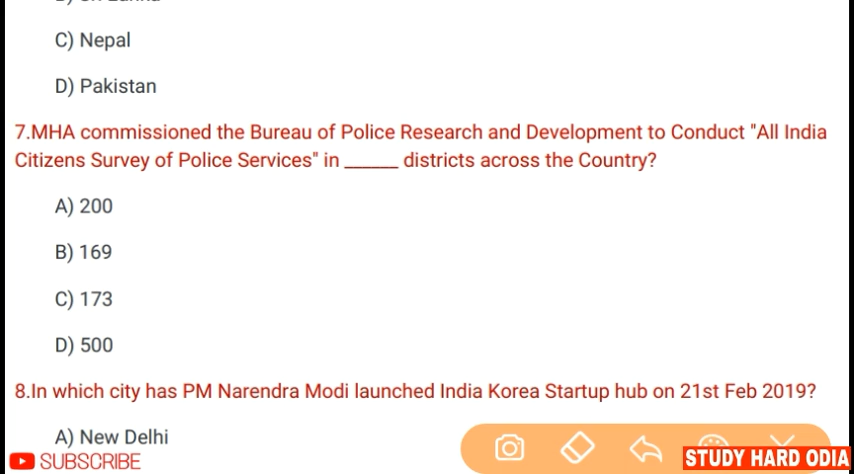 C) Nepal
D) Pakistan
7.MHA commissioned the Bureau of Police Research and Development to Conduct "All India
Citizens Survey of Police Services" in ______ districts across the Country?
A) 200
B) 169
C) 173
D) 500
8.In which city has PM Narendra Modi launched India Korea Startup hub on 21st Feb 2019?
A) New Delhi
SUBSCRIBE
STUDY HARD ODIA